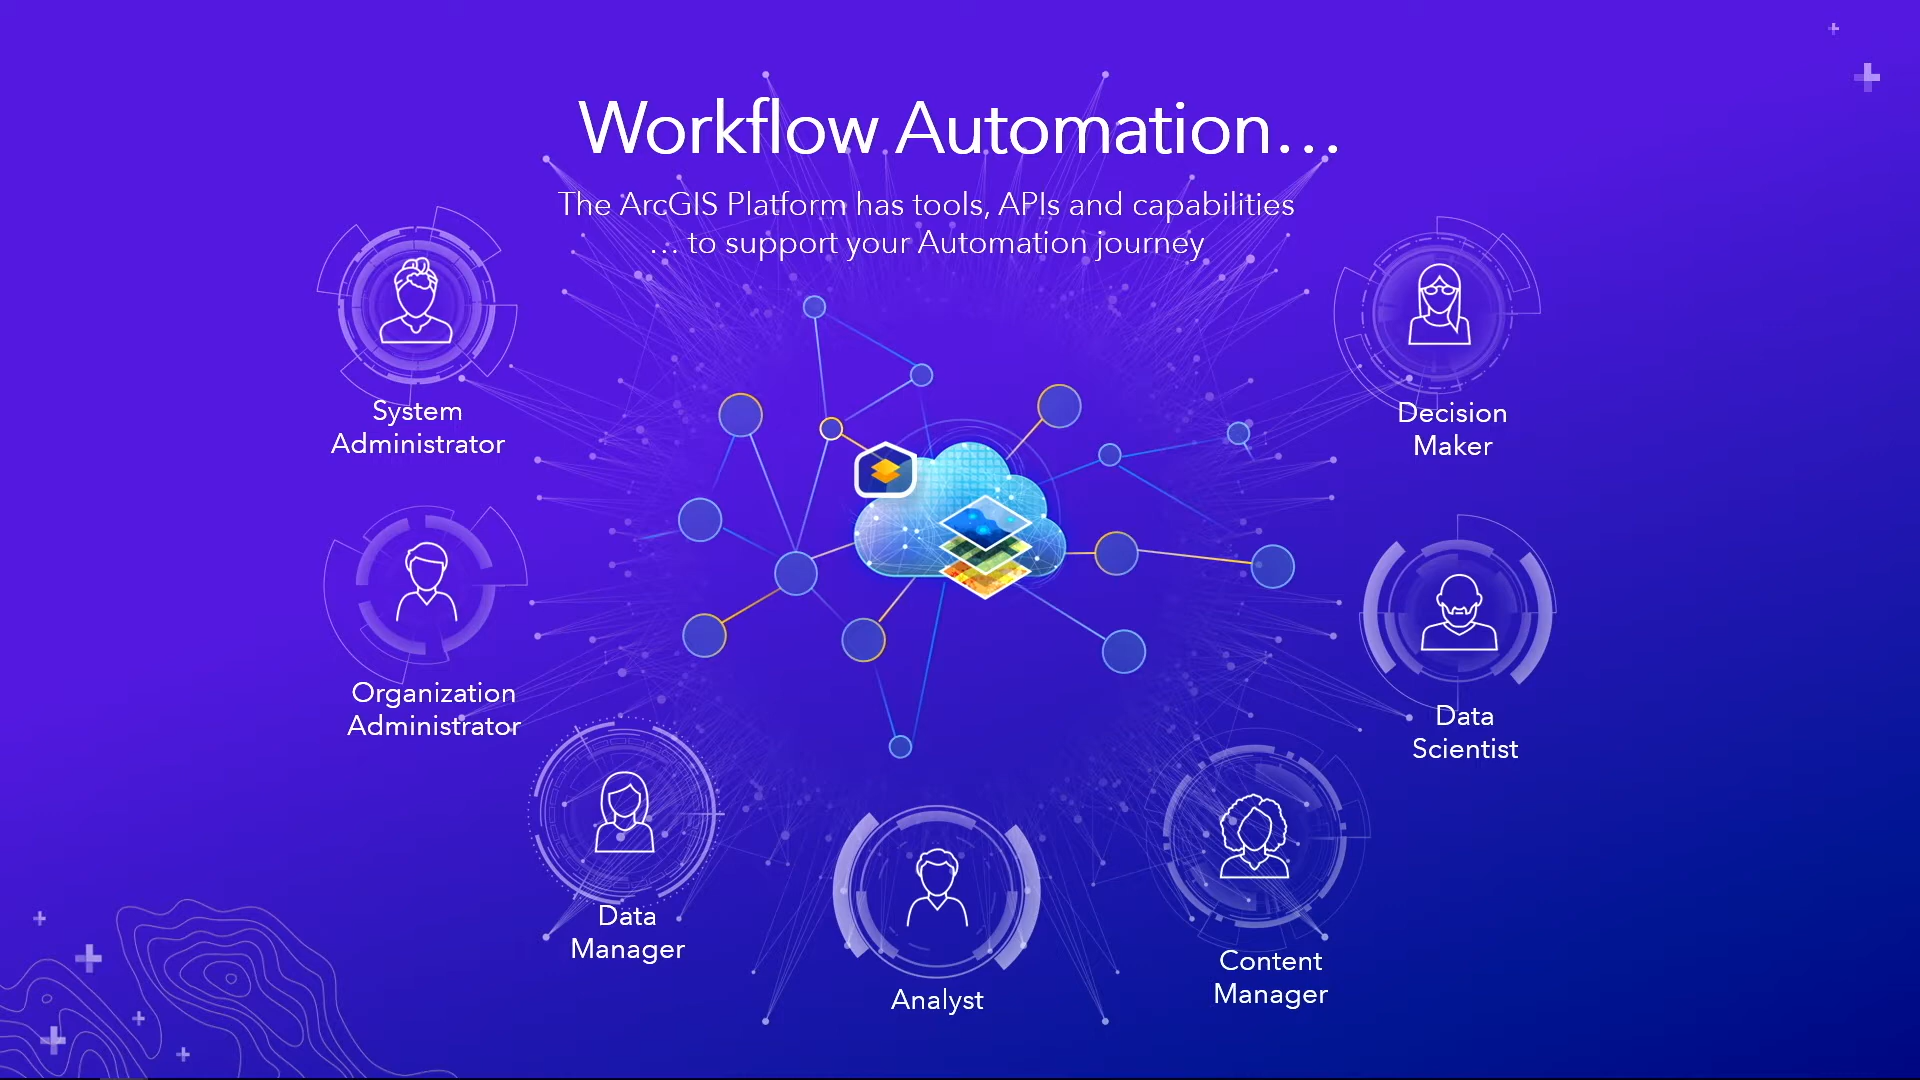 Workflow Automation...
The ArcGIS Platform has tools, APIs and capabilities
... to support your Automation journey
System
Administrator
Decision
Maker
Organization
Administrator
Data
Scientist
Data
Manager
Analyst
Content
Manager